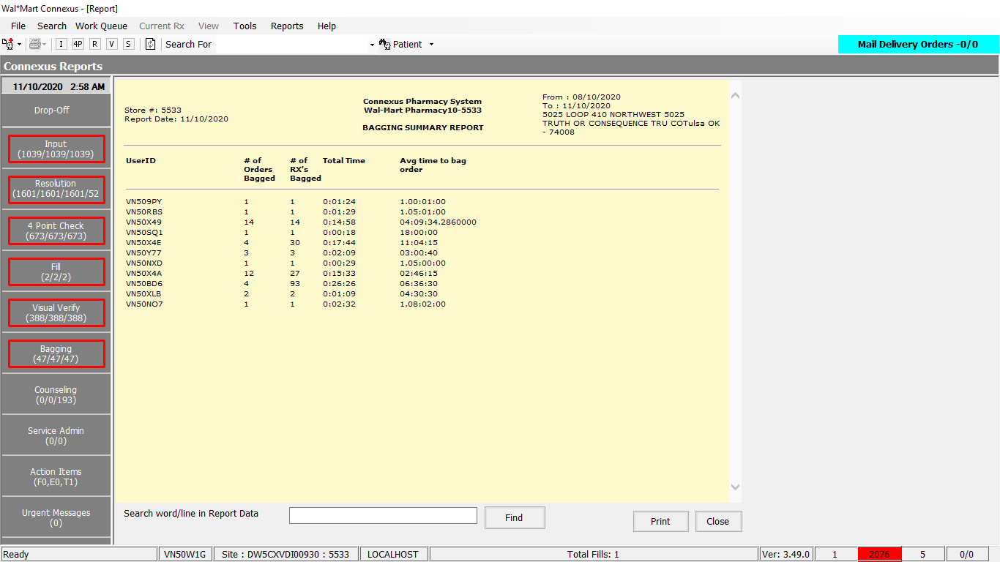 Wal*Mart Connexus - [Report]
File Search Work Queue Current Rx View Tools Reports Help
I 4P R V S Search For Patient Mail Delivery Orders -0/0
Connexus Reports
11/10/2020 2:58 AM
Drop-Off
Input
(1039/1039/1039)
Resolution
(1601/1601/1601/52
4 Point Check
(673/673/673)
Fill
(2/2/2)
Visual Verify
(388/388/388)
Bagging
(47/47/47)
Counseling
(0/0/193)
Service Admin
(0/0)
Action Items
(F0,E0,T1)
Urgent Messages
(0)
Store #: 5533
Report Date: 11/10/2020
Connexus Pharmacy System
Wal-Mart Pharmacy10-5533
BAGGING SUMMARY REPORT
From : 08/10/2020
To : 11/10/2020
5025 LOOP 410 NORTHWEST 5025
TRUTH OR CONSEQUENCE TRU COTulsa OK
- 74008
UserID # of Orders Bagged # of RX's Bagged Total Time Avg time to bag order
VN509PY 1 1 0:01:24 1.00:01:00
VN50RBS 1 1 0:01:29 1.05:01:00
VN50X49 14 14 0:14:58 04:09:34.2860000
VN50SQ1 1 1 0:00:18 18:00:00
VN50X4E 4 30 0:17:44 11:04:15
VN50Y77 3 3 0:02:09 03:00:40
VN50NXD 1 1 0:00:29 1.05:00:00
VN50X4A 12 27 0:15:33 02:46:15
VN50BD6 4 93 0:26:26 06:36:30
VN50XLB 2 2 0:01:09 04:30:30
VN50NO7 1 1 0:02:32 1.08:02:00
Search word/line in Report Data Find Print Close
Ready VN50W1G Site : DW5CXVDI00930 : 5533 LOCALHOST Total Fills: 1 Ver: 3.49.0 1 2076 5 0/0